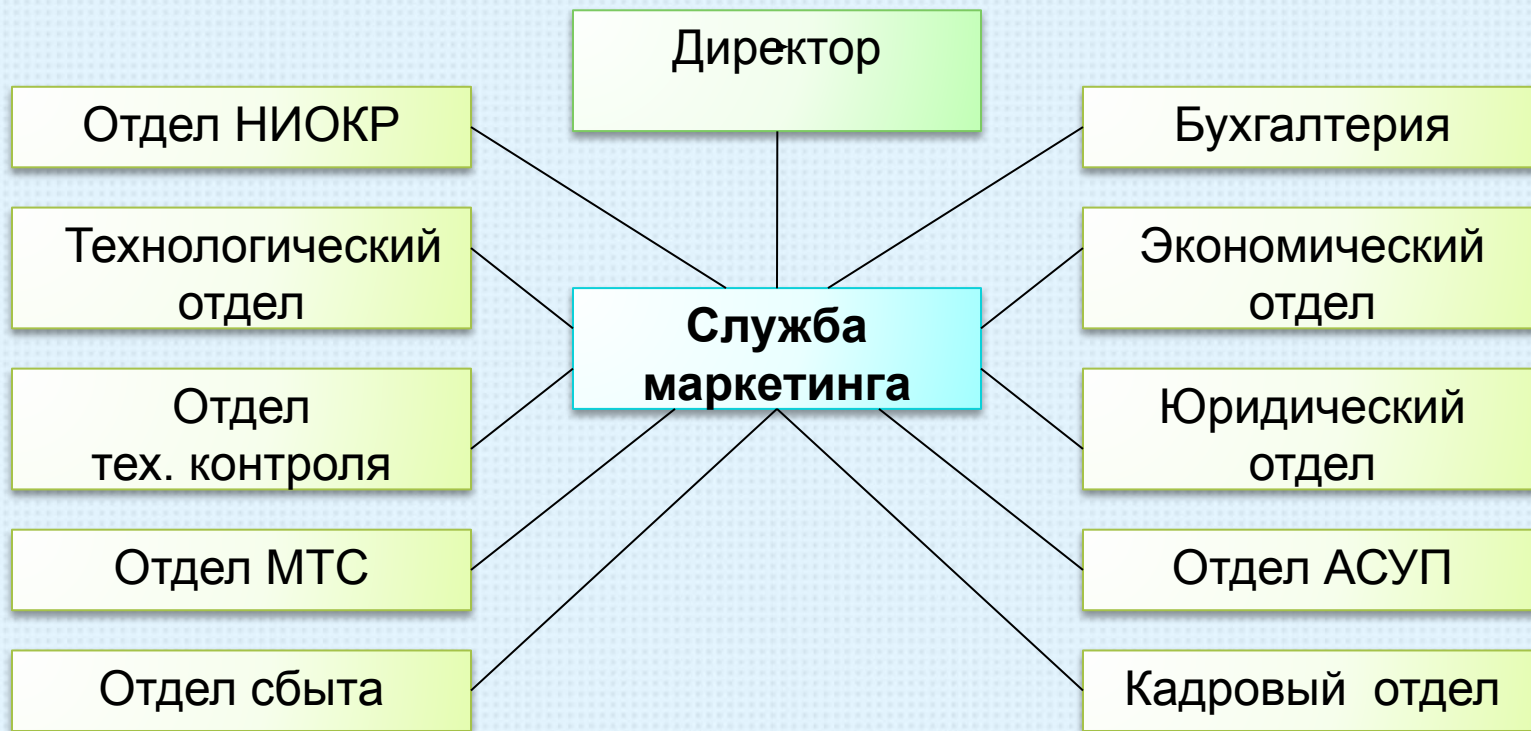 Директор
Отдел НИОКР
Бухгалтерия
Технологический
отдел
Экономический
отдел
Служба
маркетинга
Отдел
тех. контроля
Юридический
отдел
Отдел МТС
Отдел АСУП
Отдел сбыта
Кадровый отдел